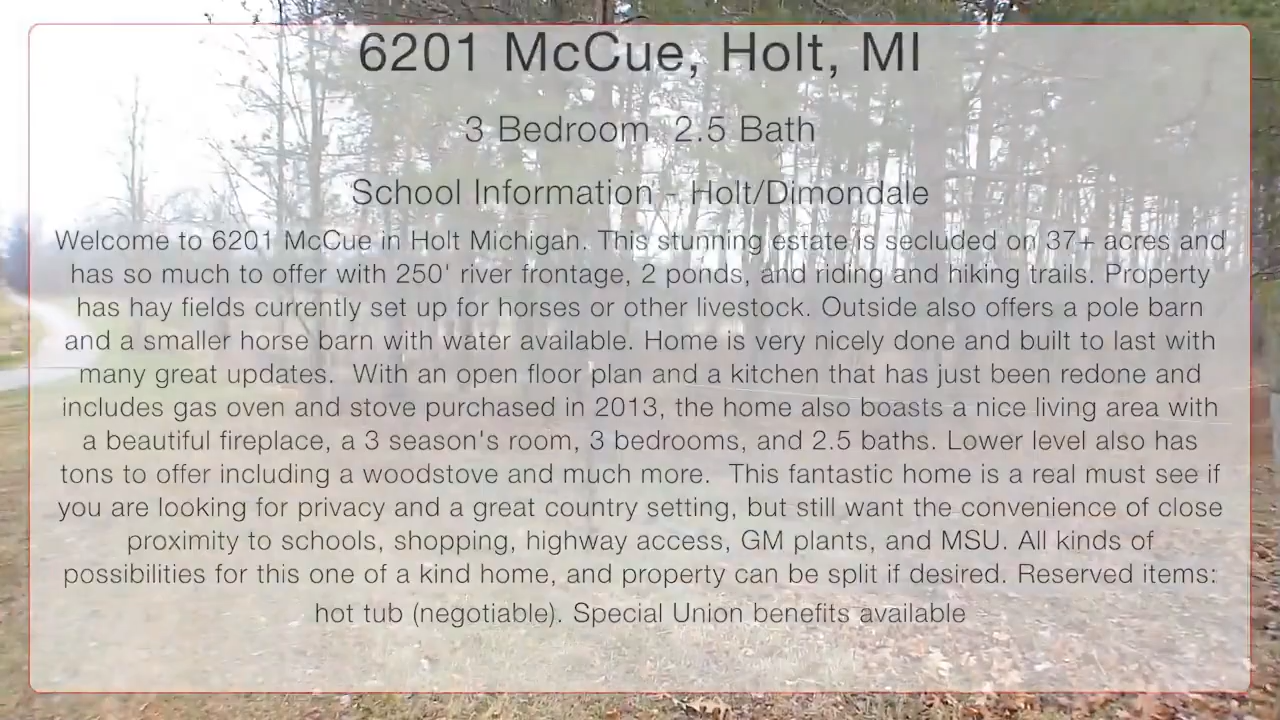 6201 McCue, Holt, MI
3 Bedroom  2.5 Bath
School Information - Holt/Dimondale
Welcome to 6201 McCue in Holt Michigan. This stunning estate is secluded on 37+ acres and
has so much to offer with 250' river frontage, 2 ponds, and riding and hiking trails. Property
has hay fields currently set up for horses or other livestock. Outside also offers a pole barn
and a smaller horse barn with water available. Home is very nicely done and built to last with
many great updates.  With an open floor plan and a kitchen that has just been redone and
includes gas oven and stove purchased in 2013, the home also boasts a nice living area with
a beautiful fireplace, a 3 season's room, 3 bedrooms, and 2.5 baths. Lower level also has
tons to offer including a woodstove and much more.  This fantastic home is a real must see if
you are looking for privacy and a great country setting, but still want the convenience of close
proximity to schools, shopping, highway access, GM plants, and MSU. All kinds of
possibilities for this one of a kind home, and property can be split if desired. Reserved items:
hot tub (negotiable). Special Union benefits available